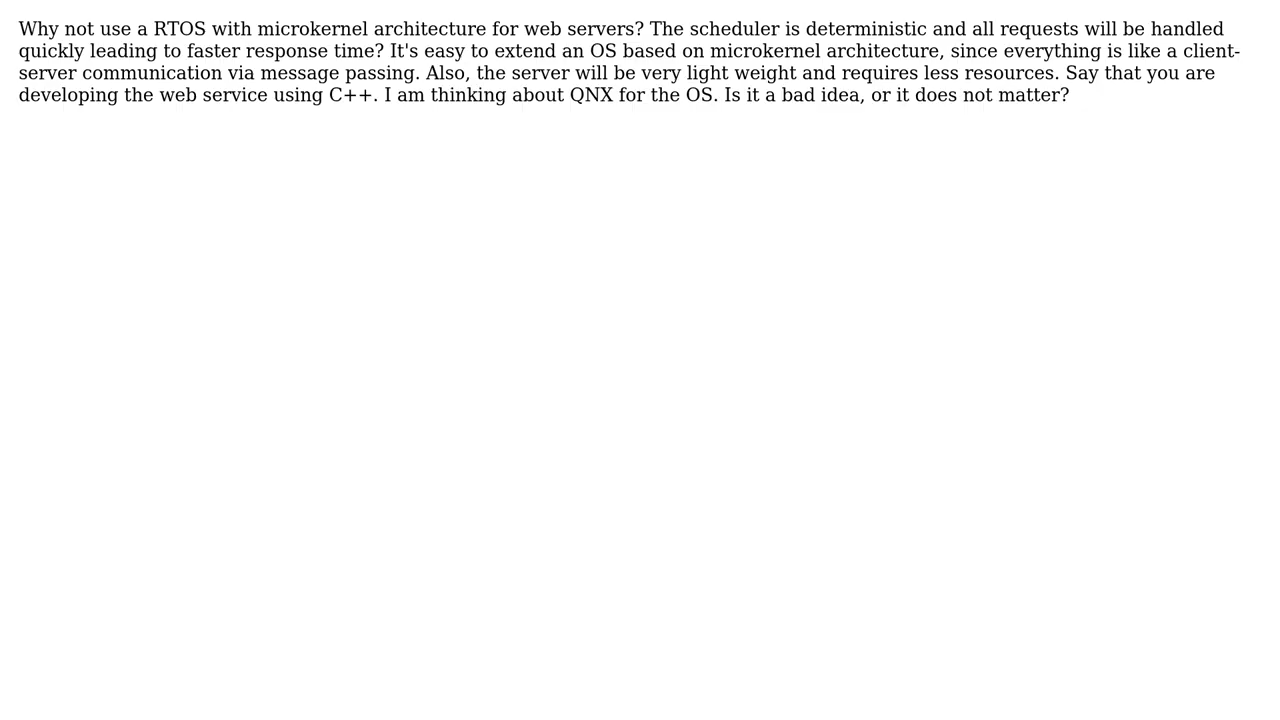 Why not use a RTOS with microkernel architecture for web servers? The scheduler is deterministic and all requests will be handled
quickly leading to faster response time? It's easy to extend an OS based on microkernel architecture, since everything is like a client-
server communication via message passing. Also, the server will be very light weight and requires less resources. Say that you are
developing the web service using C++. I am thinking about QNX for the OS. Is it a bad idea, or it does not matter?